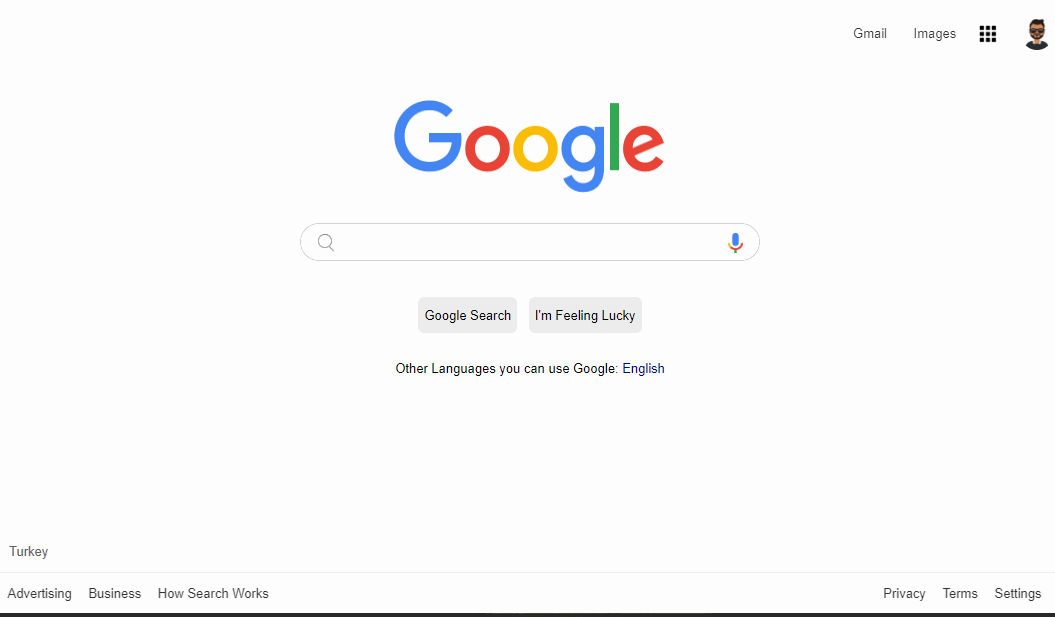 Gmail Images
Google
Google Search I'm Feeling Lucky
Other Languages you can use Google: English
Turkey
Advertising Business How Search Works Privacy Terms Settings